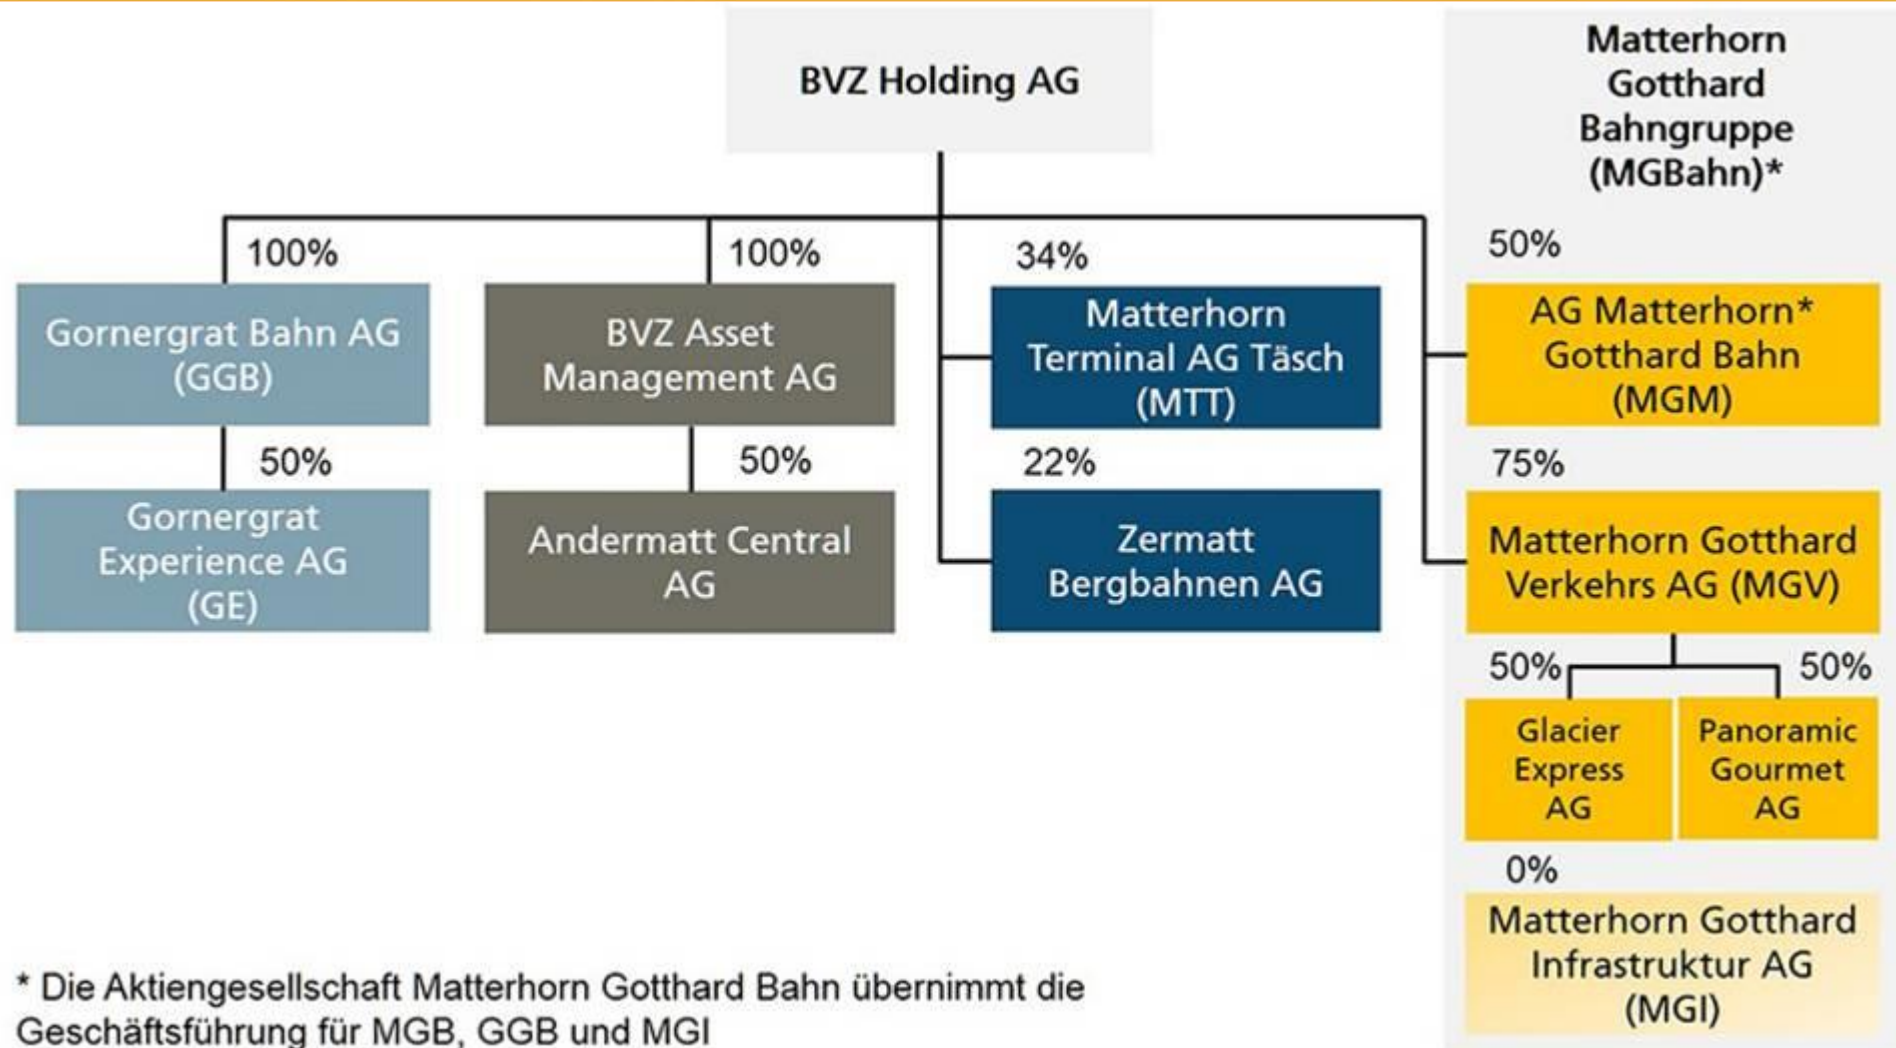 BVZ Holding AG
Matterhorn
Gotthard
Bahngruppe
(MGBahn)*
100%
100%
34%
50%
Gornergrat Bahn AG
(GGB)
BVZ Asset
Management AG
Matterhorn
Terminal AG Täsch
(MTT)
AG Matterhorn*
Gotthard Bahn
(MGM)
50%
50%
22%
75%
Gornergrat
Experience AG
(GE)
Andermatt Central
AG
Zermatt
Bergbahnen AG
Matterhorn Gotthard
Verkehrs AG (MGV)
50%
50%
Glacier
Express
AG
Panoramic
Gourmet
AG
0%
Matterhorn Gotthard
Infrastruktur AG
(MGI)
* Die Aktiengesellschaft Matterhorn Gotthard Bahn übernimmt die
Geschäftsführung für MGB, GGB und MGI